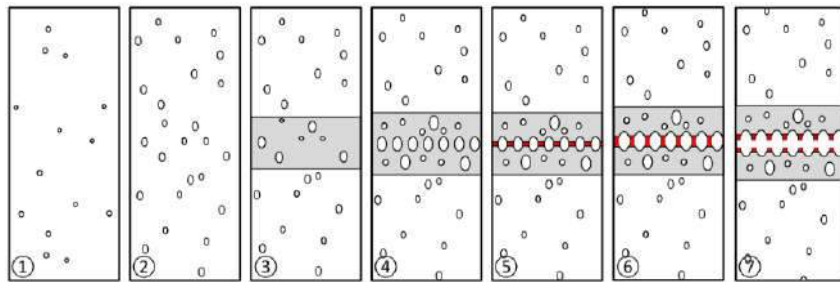 ① ② ③ ④ ⑤ ⑥ ⑦